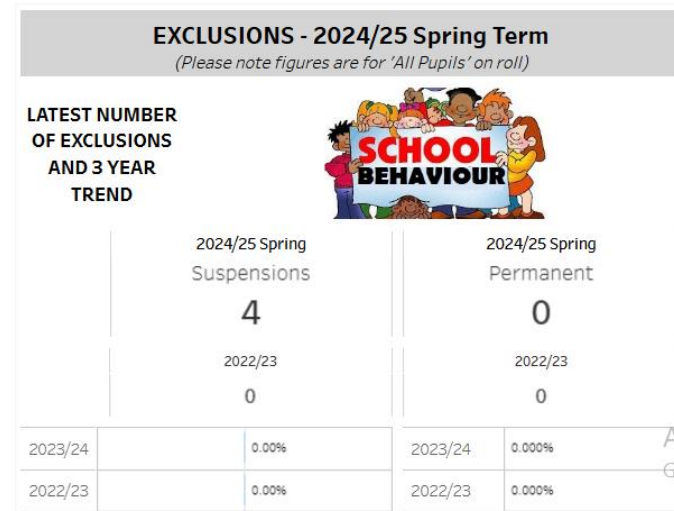 EXCLUSIONS - 2024/25 Spring Term
(Please note figures are for 'All Pupils' on roll)
LATEST NUMBER
OF EXCLUSIONS
AND 3 YEAR
TREND
SCHOOL
BEHAVIOUR
2024/25 Spring 2024/25 Spring
Suspensions Permanent
4 0
2022/23 2022/23
0 0
2023/24 0.00% 2023/24 0.000%
2022/23 0.00% 2022/23 0.000%